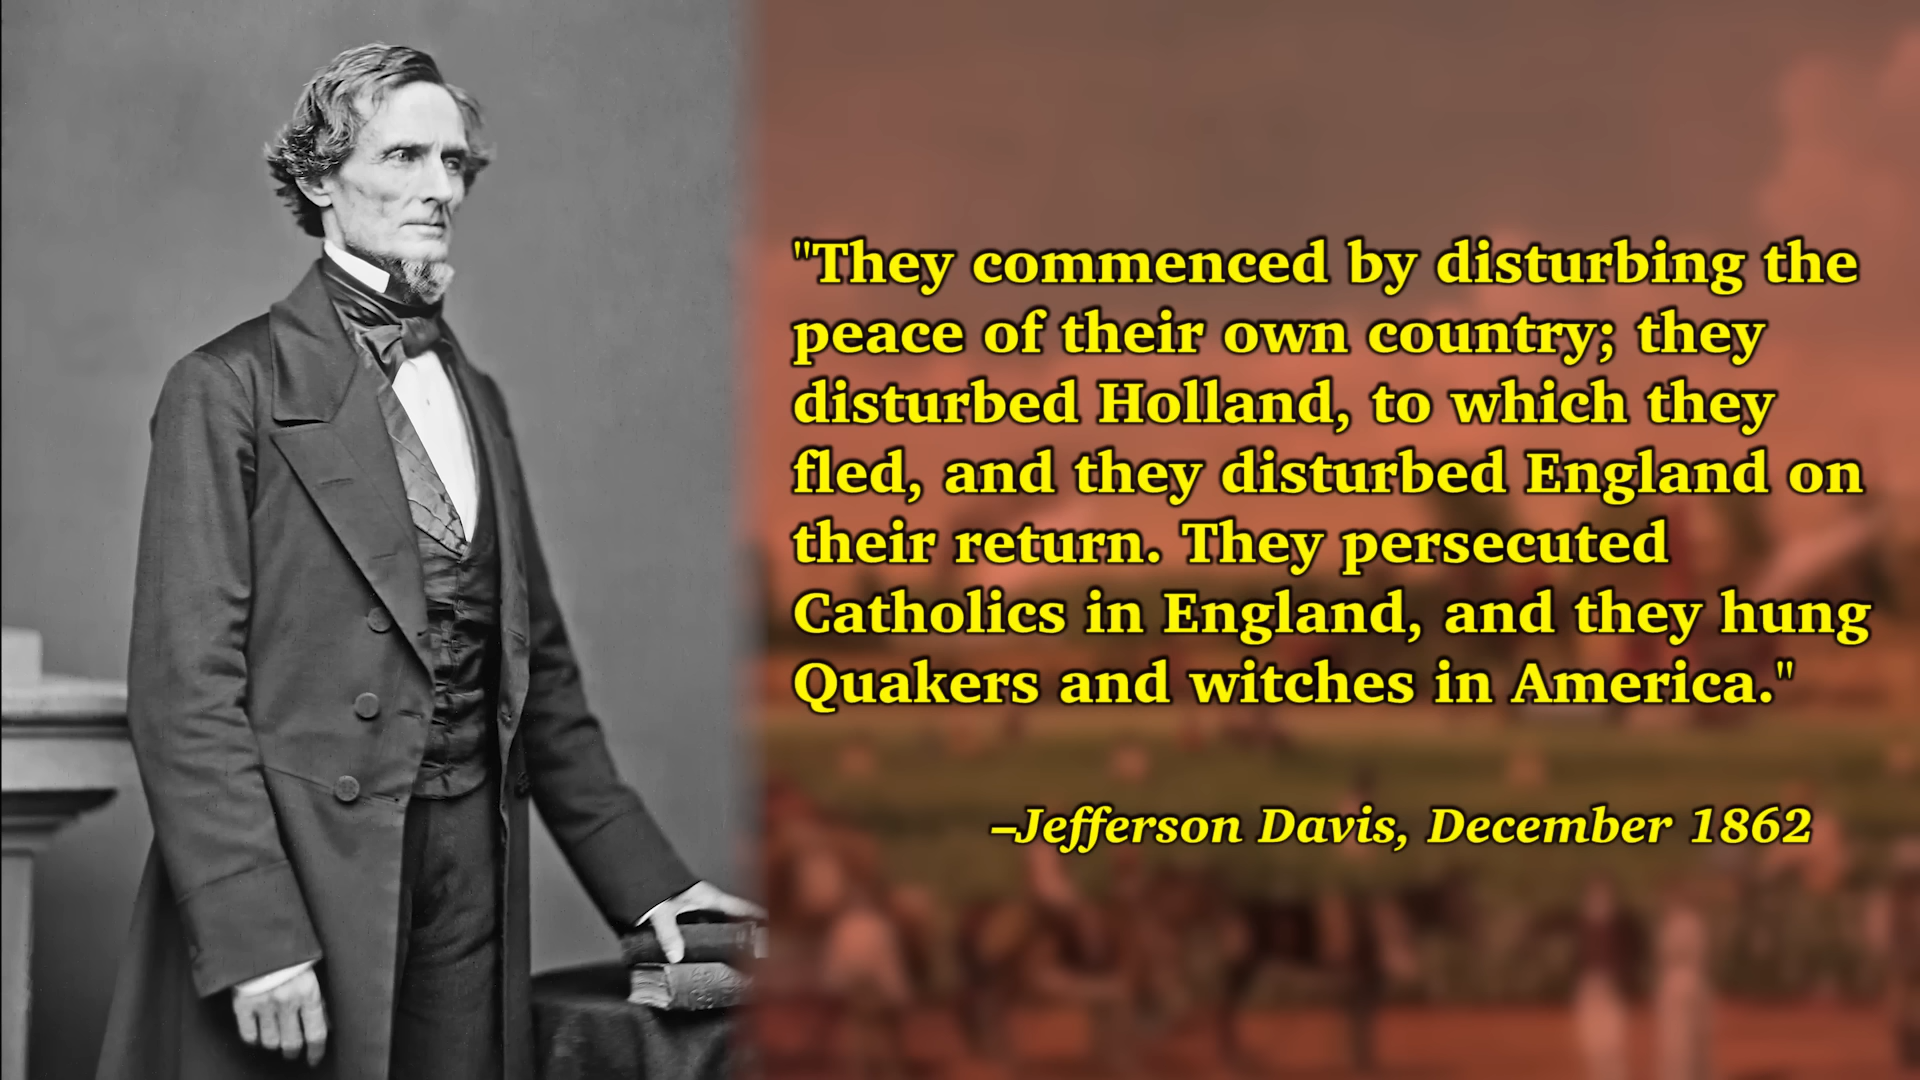 "They commenced by disturbing the
peace of their own country; they
disturbed Holland, to which they
fled, and they disturbed England on
their return. They persecuted
Catholics in England, and they hung
Quakers and witches in America."
–Jefferson Davis, December 1862